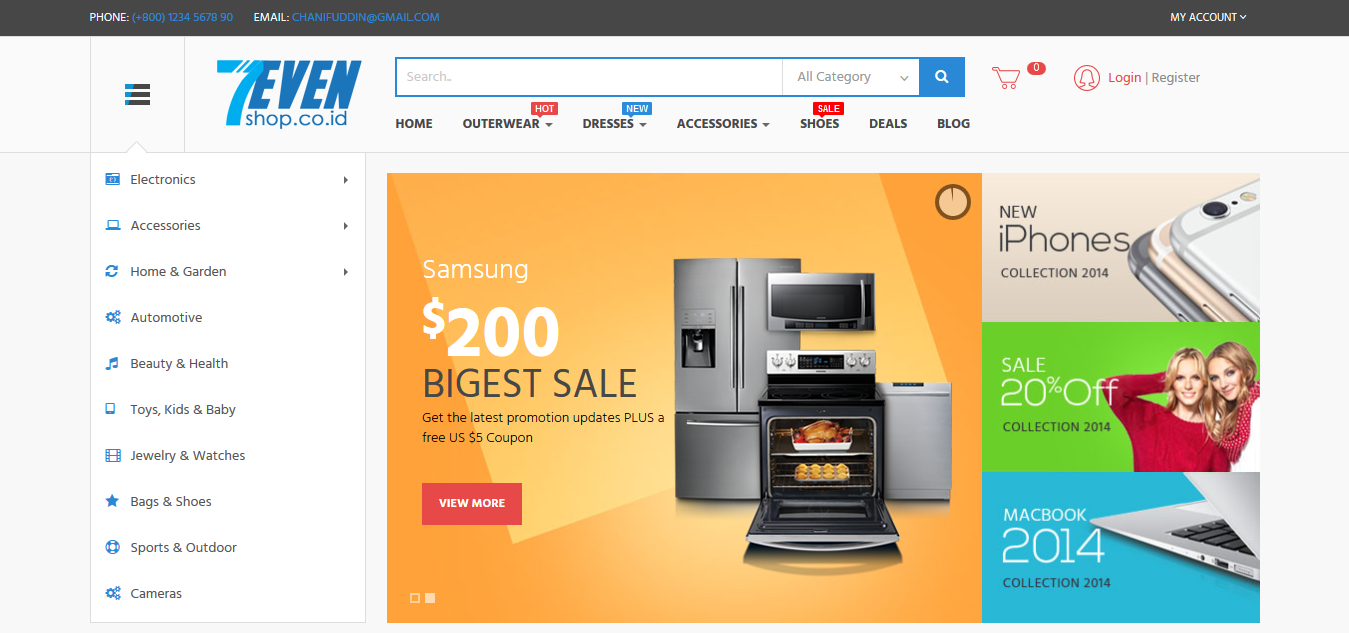 PHONE: (+800) 1234 5678 90 EMAIL: CHANIFUDDIN@GMAIL.COM MY ACCOUNT
7EVEN
shop.co.id
Search..
All Category
0
Login | Register
HOT NEW SALE
HOME OUTERWEAR DRESSES ACCESSORIES SHOES DEALS BLOG
Electronics
Accessories
Home & Garden
Automotive
Beauty & Health
Toys, Kids & Baby
Jewelry & Watches
Bags & Shoes
Sports & Outdoor
Cameras
Samsung
$200
BIGEST SALE
Get the latest promotion updates PLUS a
free US $5 Coupon
VIEW MORE
NEW
iPhones
COLLECTION 2014
SALE
20%Off
COLLECTION 2014
MACBOOK
2014
COLLECTION 2014